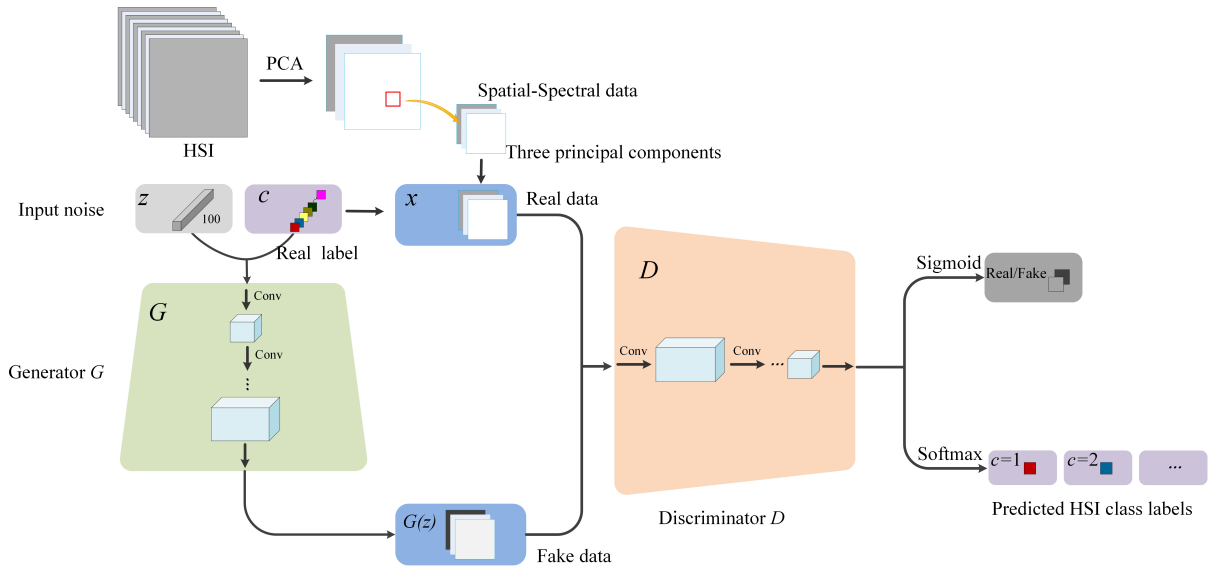 PCA
Spatial-Spectral data
HSI
Three principal components
Input noise
z
100
c
Real label
x
Real data
G
Conv
Conv
...
Generator G
G(z)
Fake data
D
Conv
Conv
...
Discriminator D
Sigmoid
Real/Fake
Softmax
c=1
c=2
...
Predicted HSI class labels